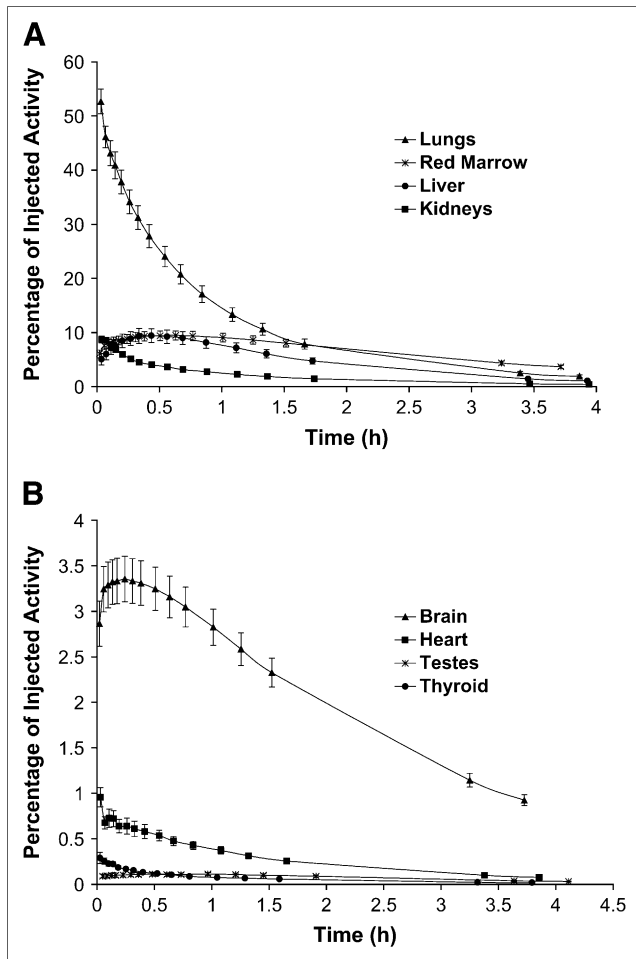 A
60
50
40
30
20
10
0
Percentage of Injected Activity
Lungs
Red Marrow
Liver
Kidneys
0 0.5 1 1.5 2 2.5 3 3.5 4
Time (h)
B
4
3.5
3
2.5
2
1.5
1
0.5
0
Percentage of Injected Activity
Brain
Heart
Testes
Thyroid
0 0.5 1 1.5 2 2.5 3 3.5 4 4.5
Time (h)